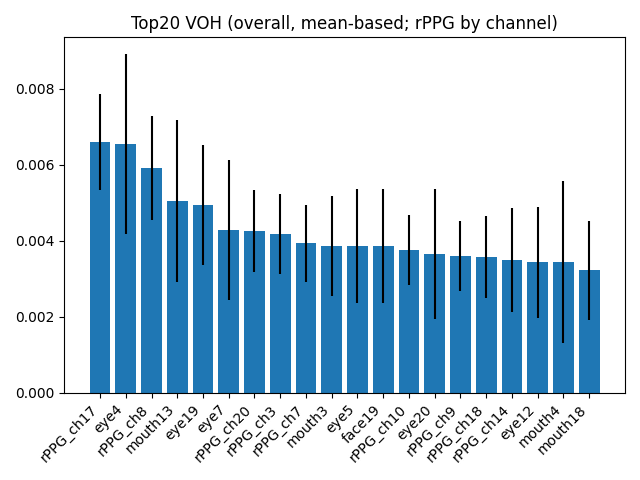 Top20 VOH (overall, mean-based; rPPG by channel)
0.008
0.006
0.004
0.002
0.000
rPPG_ch17
eye4
rPPG_ch8
mouth13
eye19
eye7
rPPG_ch20
rPPG_ch3
rPPG_ch7
mouth3
eye5
face19
rPPG_ch10
eye20
rPPG_ch9
rPPG_ch18
rPPG_ch14
eye12
mouth4
mouth18